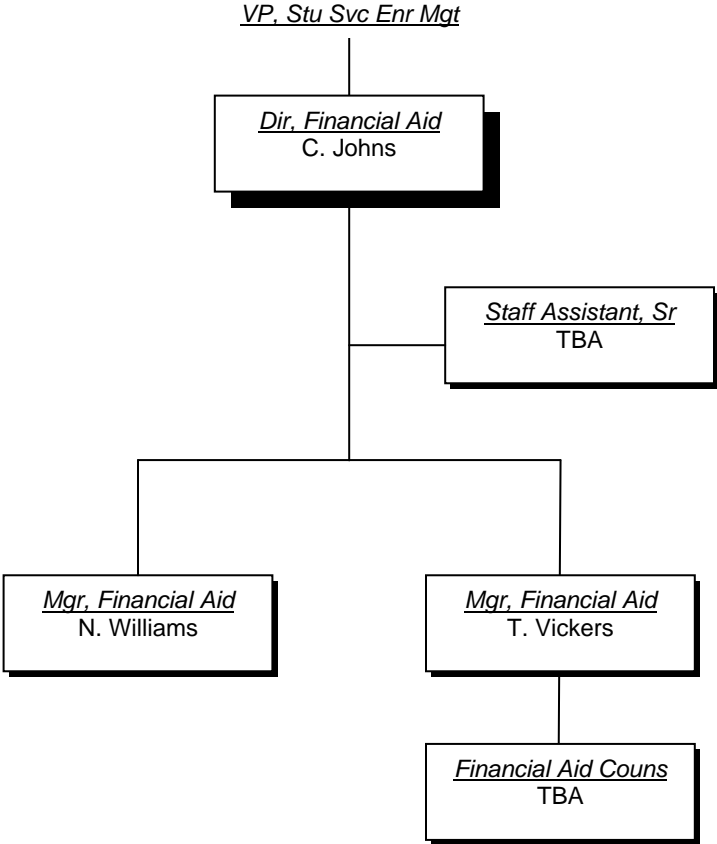 VP, Stu Svc Enr Mgt
Dir, Financial Aid
C. Johns
Staff Assistant, Sr
TBA
Mgr, Financial Aid
N. Williams
Mgr, Financial Aid
T. Vickers
Financial Aid Couns
TBA